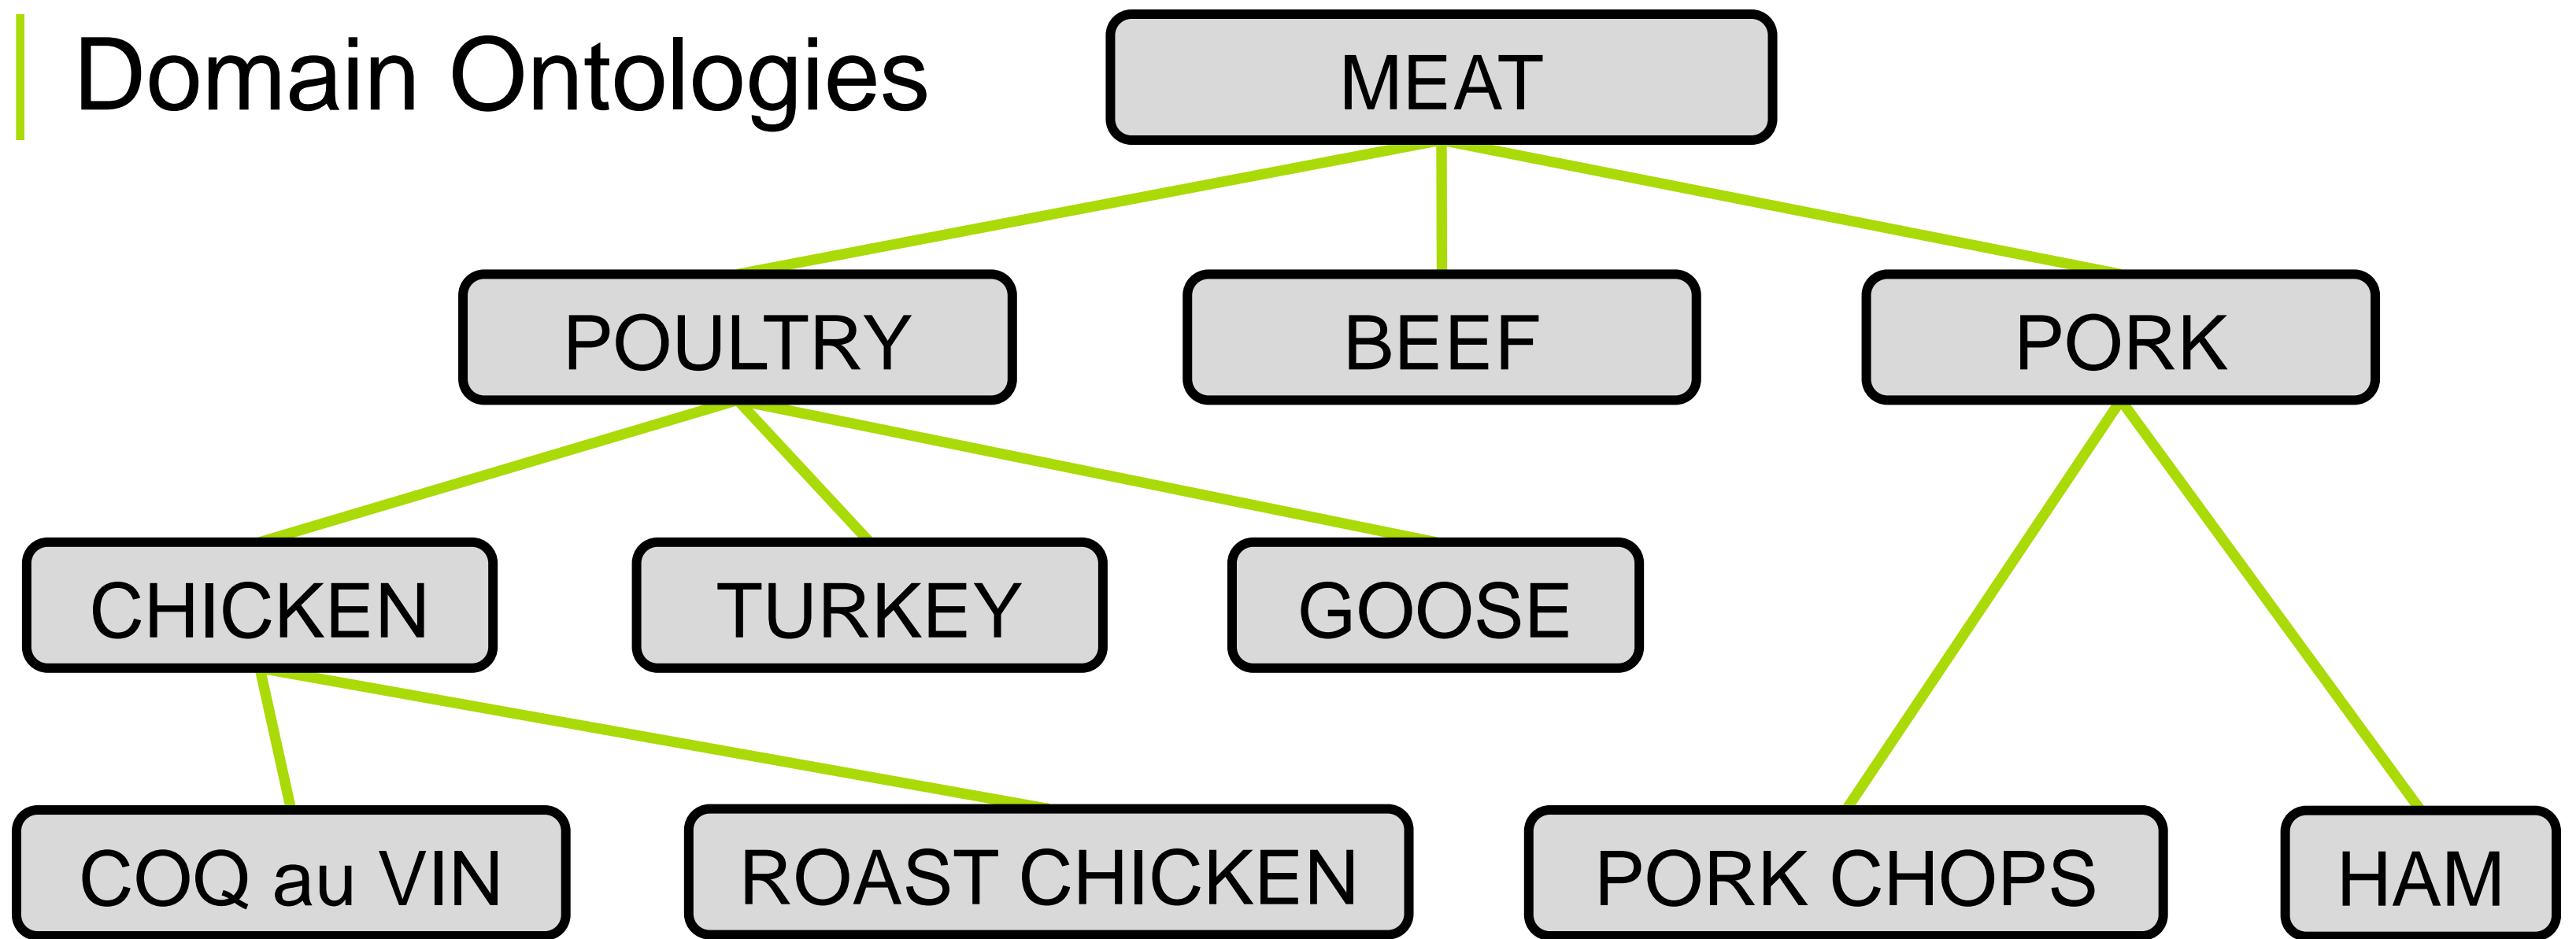 Domain Ontologies
MEAT
POULTRY
BEEF
PORK
CHICKEN
TURKEY
GOOSE
COQ au VIN
ROAST CHICKEN
PORK CHOPS
HAM